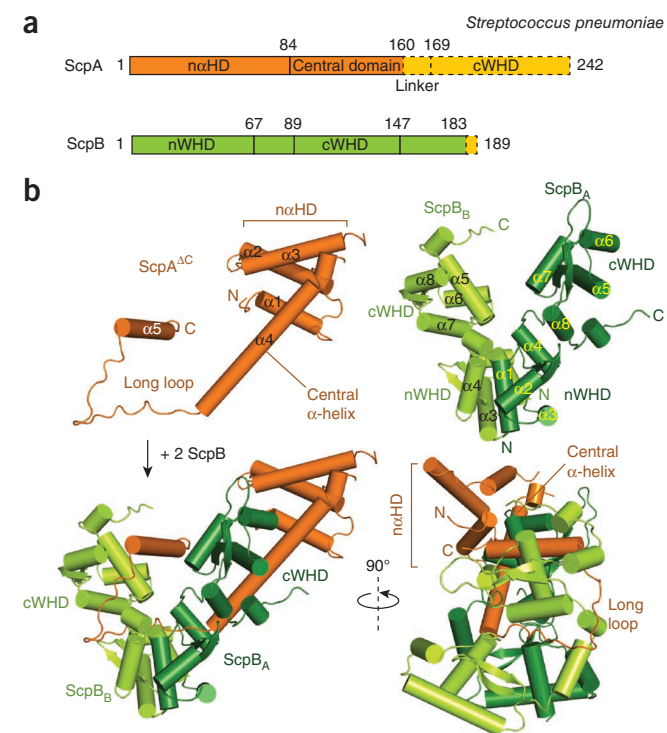 a
Streptococcus pneumoniae
84 160 169
ScpA 1 nαHD Central domain cWHD 242
Linker
67 89 147 183
ScpB 1 nWHD cWHD 189
b
nαHD
ScpA^ΔC
α2 α3
N α1
α5 C
α4
Long loop
Central
α-helix
ScpB_A
ScpB_B
C
α6
cWHD
α8 α5
α7
α5
α6
C
cWHD
α7
α8
α4
α1
nWHD
α4
α2 N
nWHD
α3
α3
N
+ 2 ScpB
cWHD
cWHD
ScpB_A
ScpB_B
90°
Central
α-helix
nαHD
N
C
Long
loop